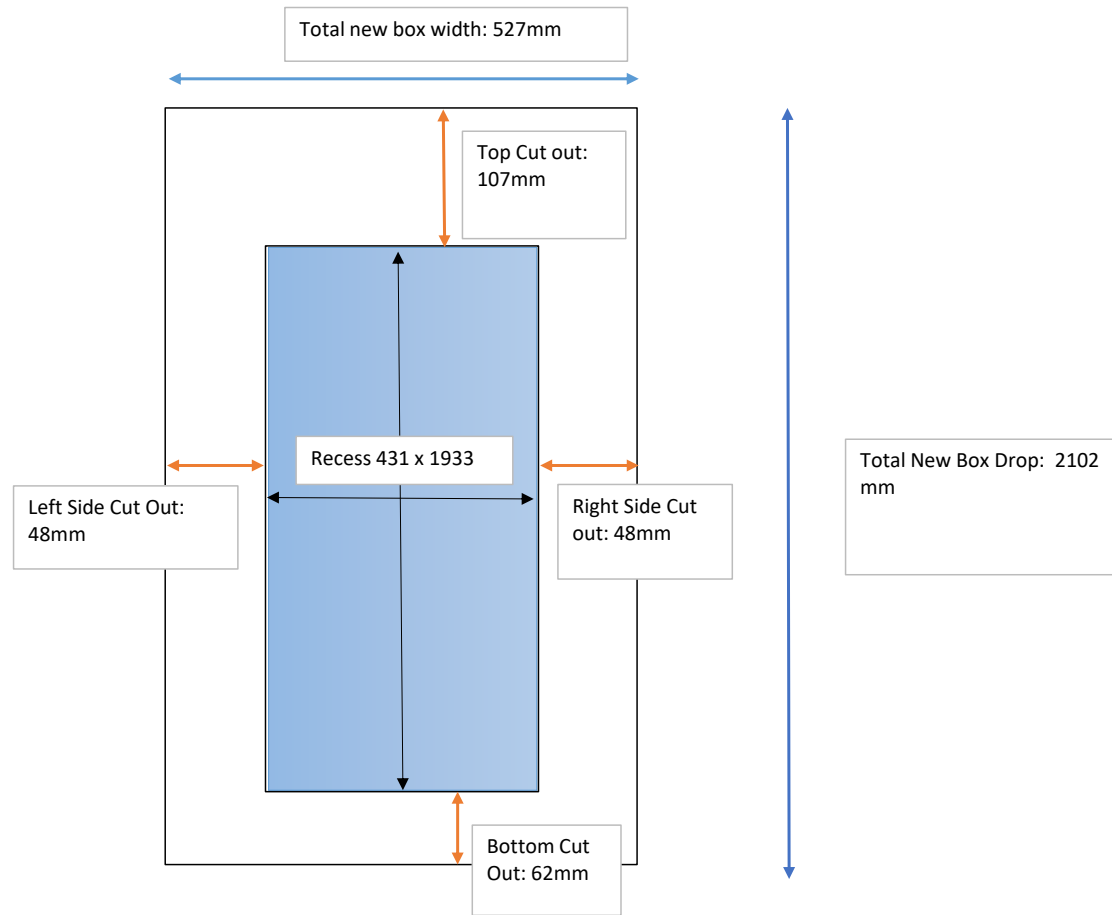 Total new box width: 527mm
Top Cut out:
107mm
Recess 431 x 1933
Left Side Cut Out:
48mm
Right Side Cut
out: 48mm
Total New Box Drop:  2102
mm
Bottom Cut
Out: 62mm